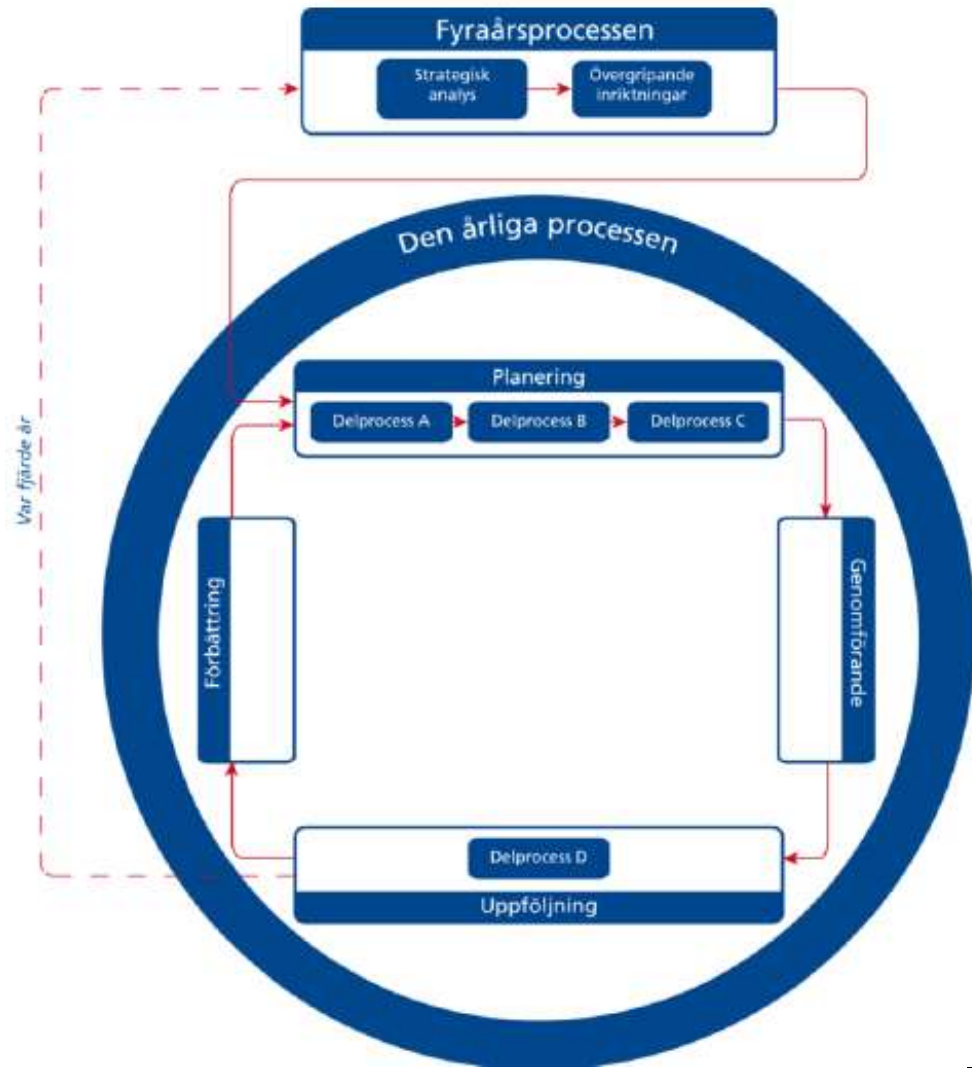 Fyraårsprocessen
Strategisk
analys
Övergripande
inriktningar
Den årliga processen
Planering
Delprocess A
Delprocess B
Delprocess C
Var fjärde år
Förbättring
Genomförande
Delprocess D
Uppföljning